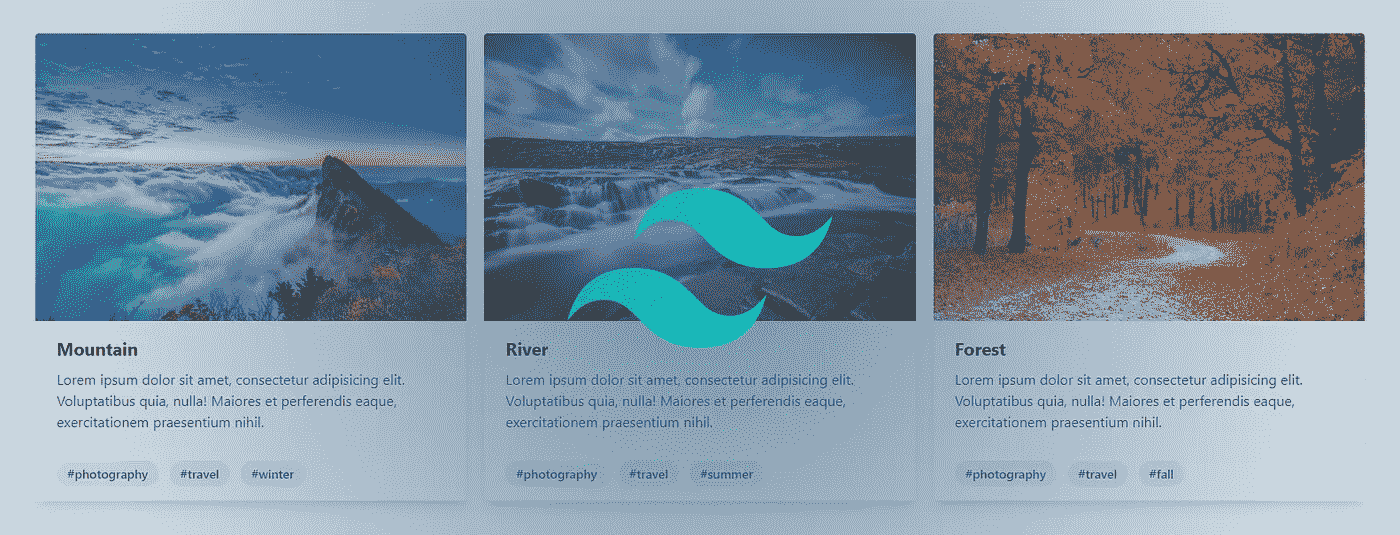 Mountain
Lorem ipsum dolor sit amet, consectetur adipisicing elit.
Voluptatibus quia, nulla! Maiores et perferendis eaque,
exercitationem praesentium nihil.
#photography #travel #winter
River
Lorem ipsum dolor sit amet, consectetur adipisicing elit.
Voluptatibus quia, nulla! Maiores et perferendis eaque,
exercitationem praesentium nihil.
#photography #travel #summer
Forest
Lorem ipsum dolor sit amet, consectetur adipisicing elit.
Voluptatibus quia, nulla! Maiores et perferendis eaque,
exercitationem praesentium nihil.
#photography #travel #fall